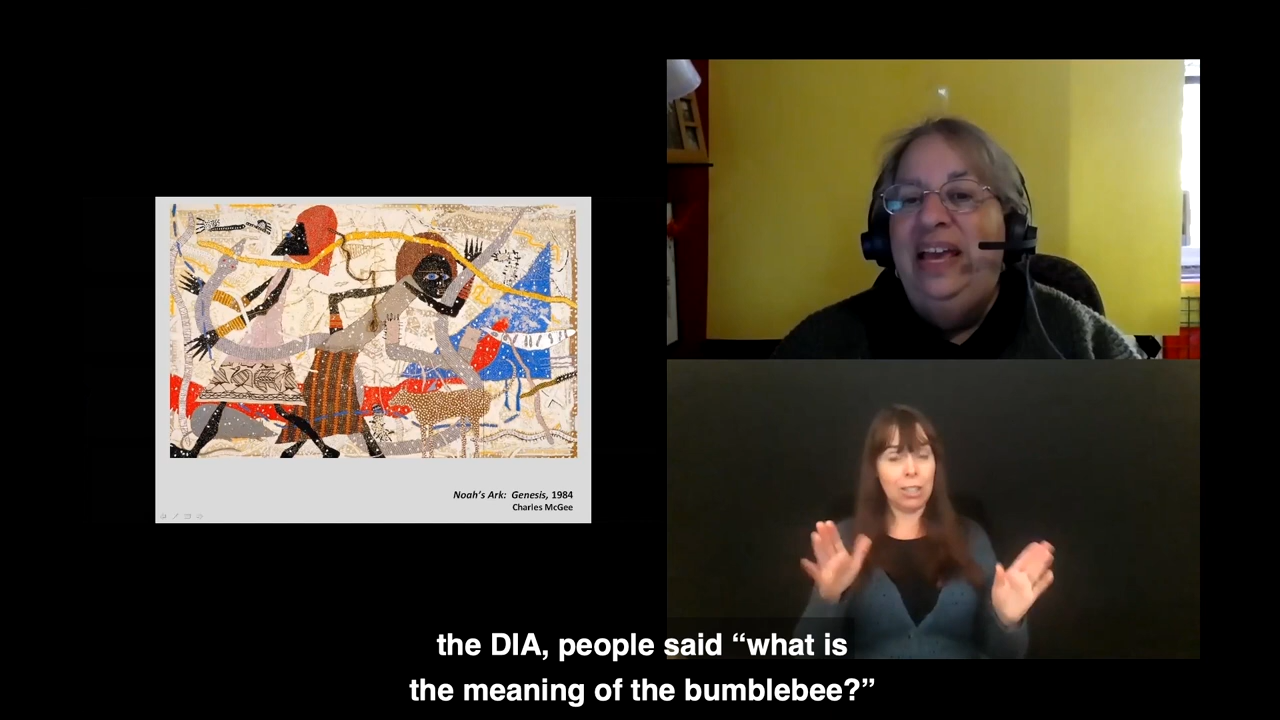 Noah's Ark: Genesis, 1984
Charles McGee
the DIA, people said “what is
the meaning of the bumblebee?”